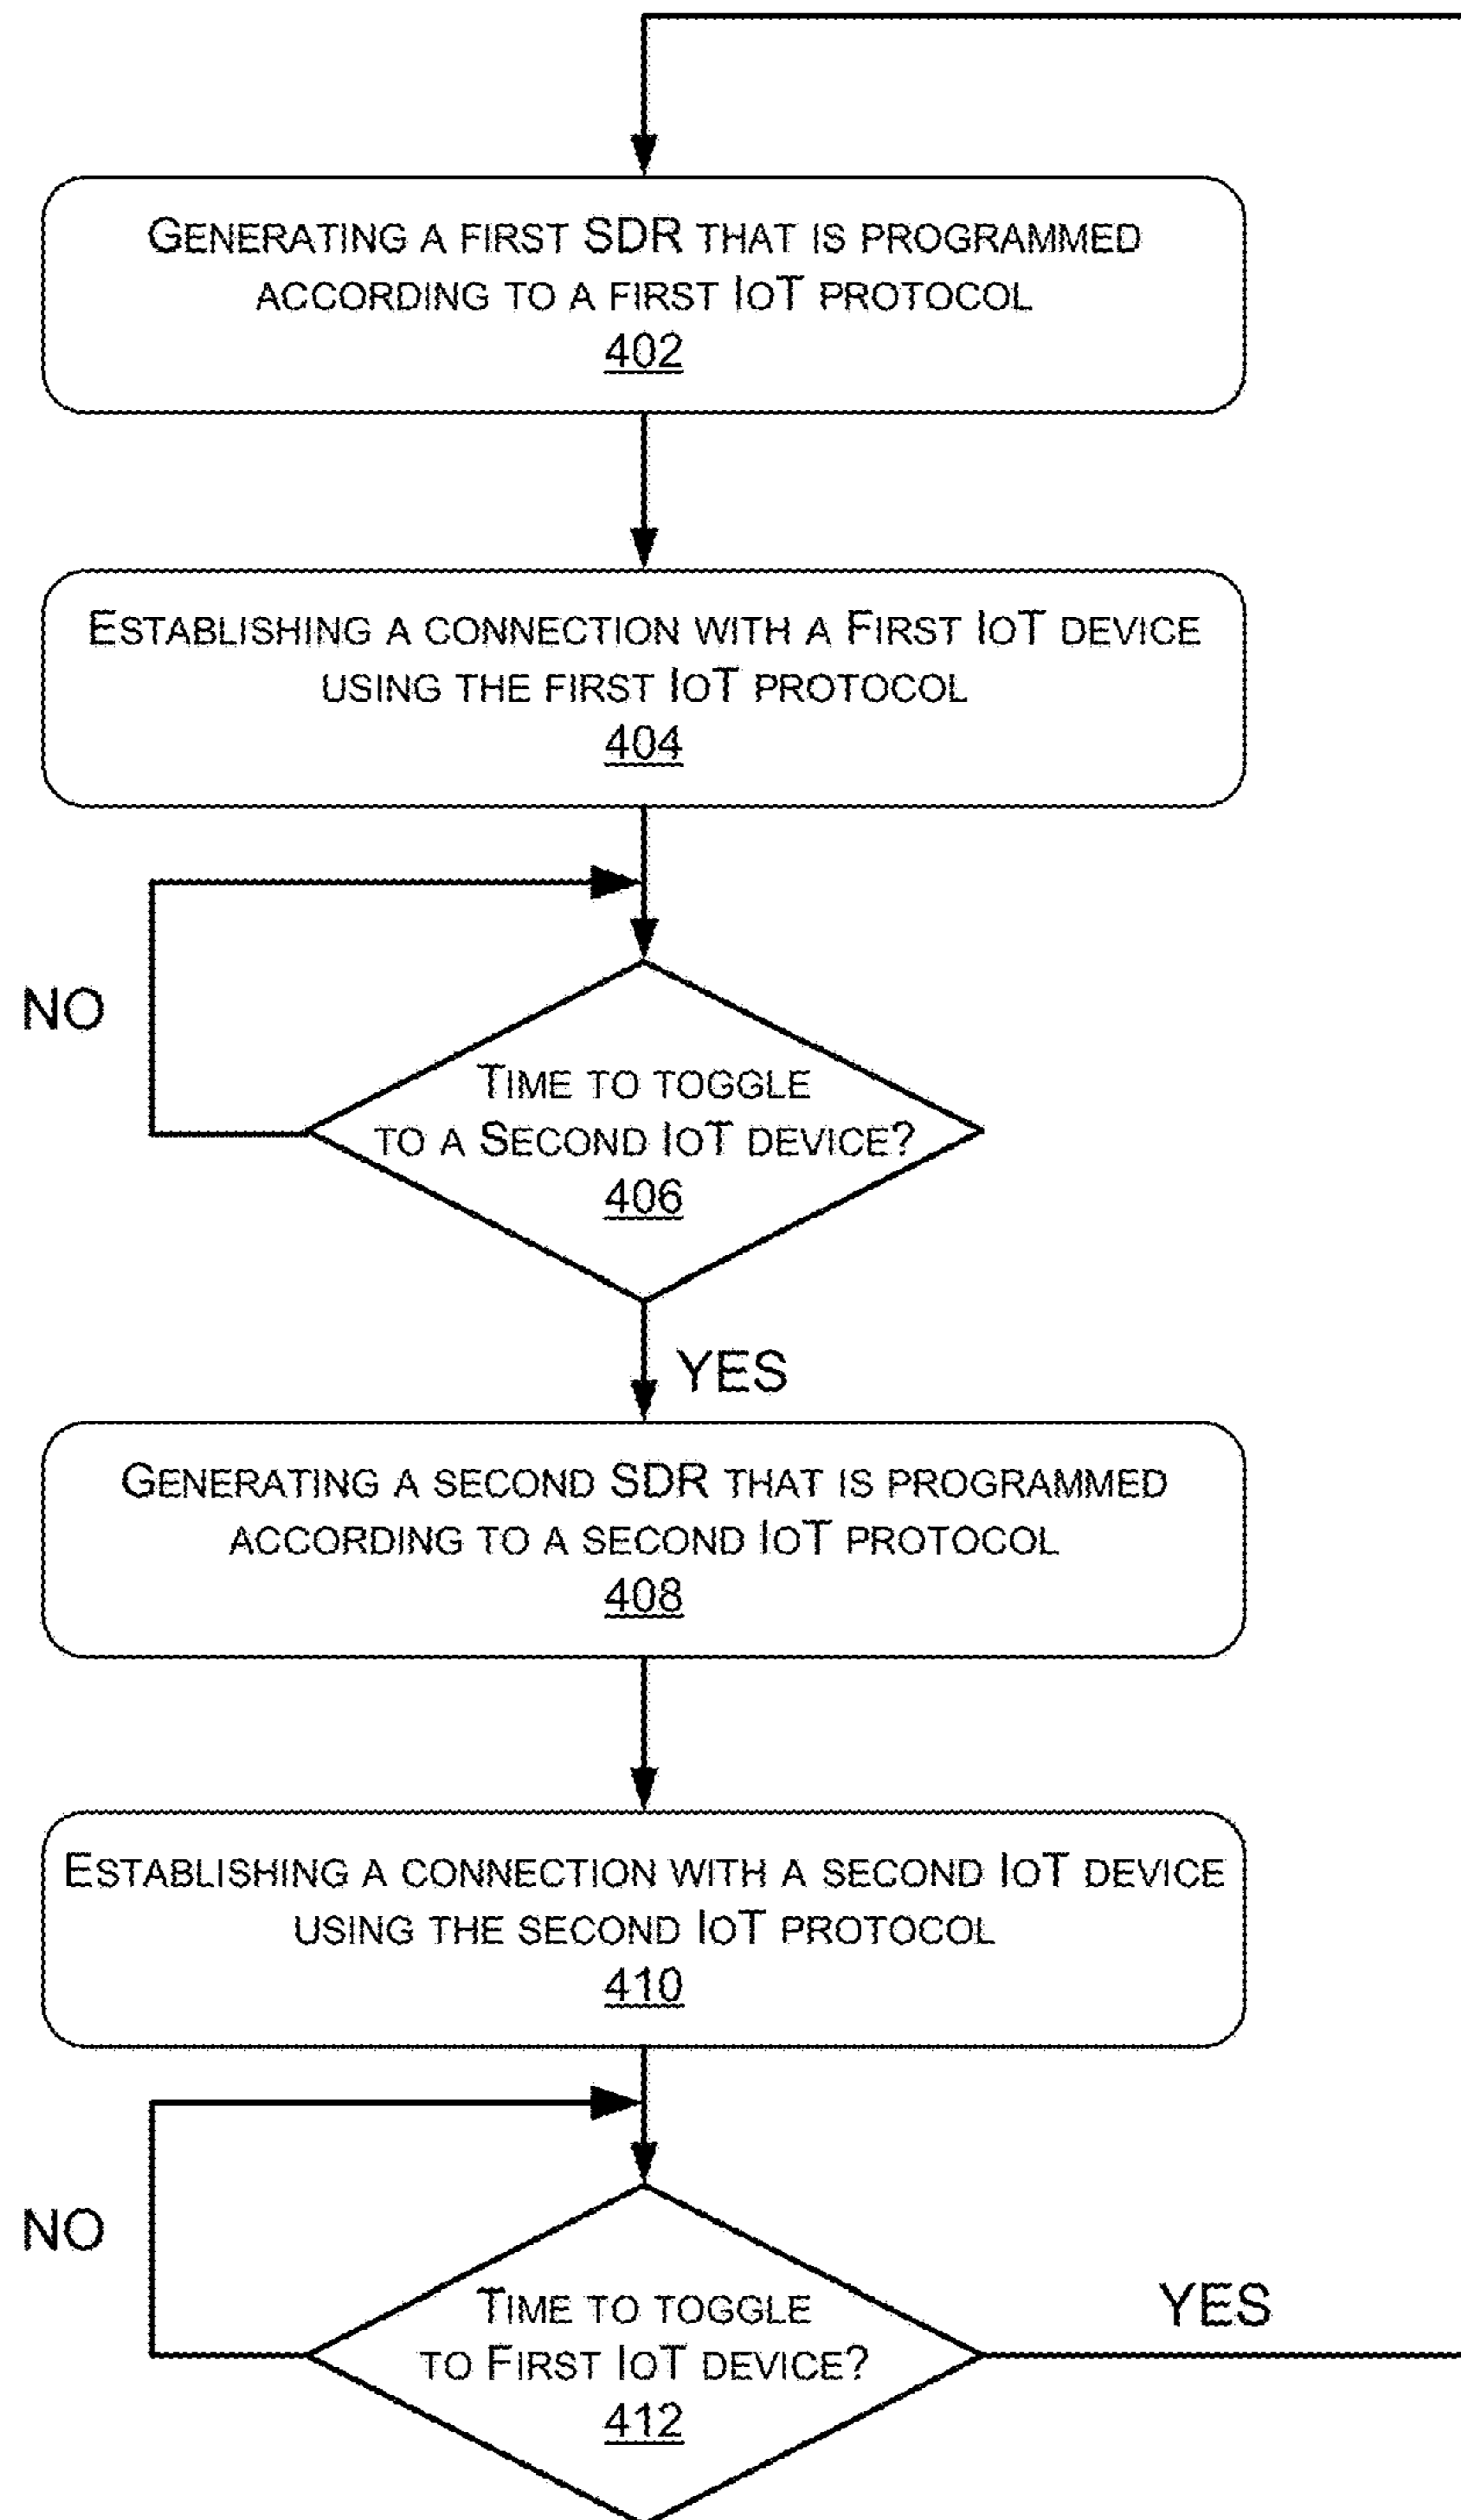 GENERATING A FIRST SDR THAT IS PROGRAMMED
ACCORDING TO A FIRST IOT PROTOCOL
402
ESTABLISHING A CONNECTION WITH A FIRST IOT DEVICE
USING THE FIRST IOT PROTOCOL
404
NO
TIME TO TOGGLE
TO A SECOND IOT DEVICE?
406
YES
GENERATING A SECOND SDR THAT IS PROGRAMMED
ACCORDING TO A SECOND IOT PROTOCOL
408
ESTABLISHING A CONNECTION WITH A SECOND IOT DEVICE
USING THE SECOND IOT PROTOCOL
410
NO
TIME TO TOGGLE
TO FIRST IOT DEVICE?
412
YES